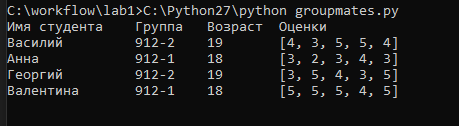 C:\workflow\lab1>C:\Python27\python groupmates.py
Имя студента    Группа    Возраст  Оценки
Василий         912-2     19       [4, 3, 5, 5, 4]
Анна            912-1     18       [3, 2, 3, 4, 3]
Георгий         912-2     19       [3, 5, 4, 3, 5]
Валентина       912-1     18       [5, 5, 5, 4, 5]